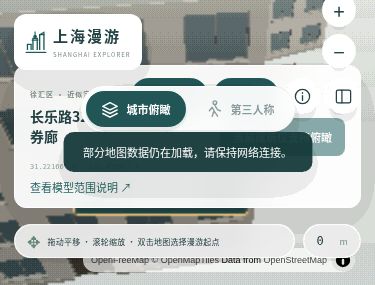 +
上海漫游
SHANGHAI EXPLORER
−
徐汇区 · 近似
城市俯瞰
第三人称
长乐路3
券廊
俯瞰
部分地图数据仍在加载，请保持网络连接。
查看模型范围说明 ↗
拖动平移 · 滚轮缩放 · 双击地图选择漫游起点
0 m
OpenFreeMap © OpenMapTiles Data from OpenStreetMap